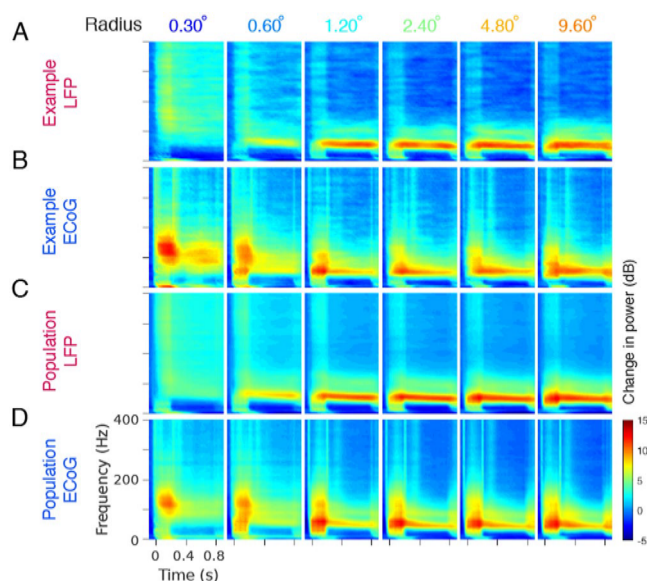 Radius 0.30° 0.60° 1.20° 2.40° 4.80° 9.60°
A
Example
LFP
B
Example
ECoG
C
Population
LFP
D
Population
ECoG
Frequency (Hz)
400
200
0
0 0.4 0.8
Time (s)
Change in power (dB)
15
10
5
0
-5